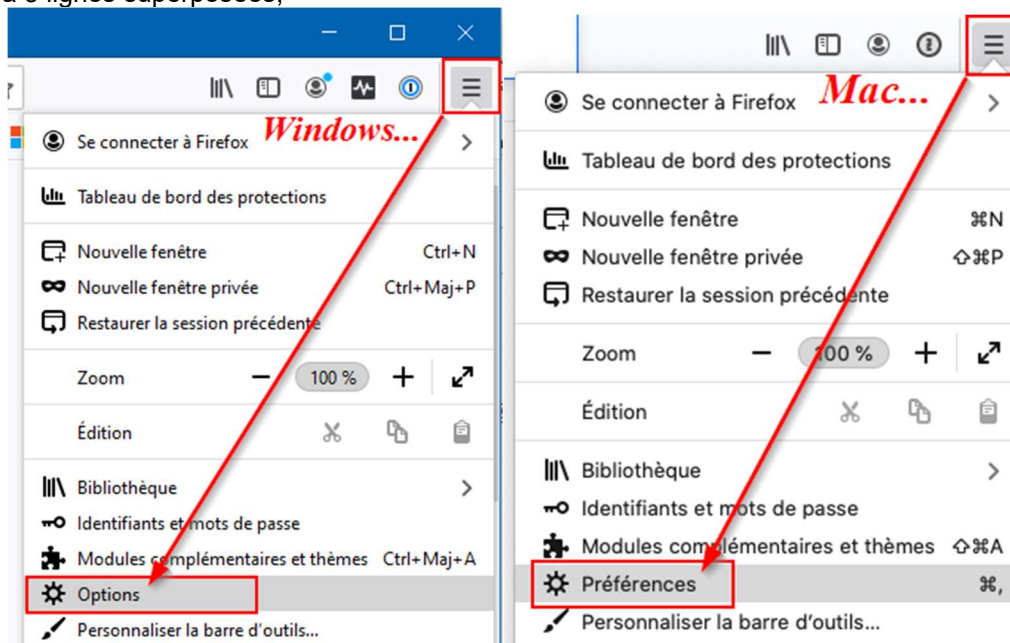 à 3 lignes superposées,
Windows...
Se connecter à Firefox
Tableau de bord des protections
Nouvelle fenêtre Ctrl+N
Nouvelle fenêtre privée Ctrl+Maj+P
Restaurer la session précédente
Zoom 100 %
Édition
Bibliothèque
Identifiants et mots de passe
Modules complémentaires et thèmes Ctrl+Maj+A
Options
Personnaliser la barre d'outils...
Mac...
Se connecter à Firefox
Tableau de bord des protections
Nouvelle fenêtre ⌘N
Nouvelle fenêtre privée ⇧⌘P
Restaurer la session précédente
Zoom 100 %
Édition
Bibliothèque
Identifiants et mots de passe
Modules complémentaires et thèmes ⇧⌘A
Préférences ⌘,
Personnaliser la barre d'outils...